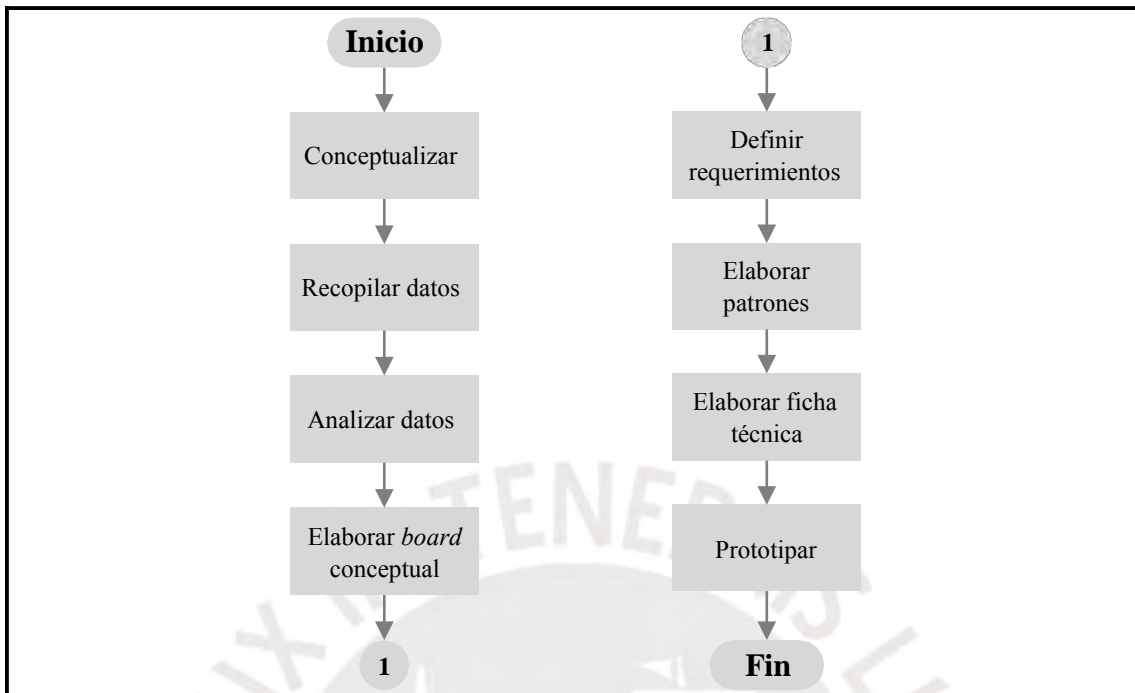 Inicio
Conceptualizar
Recopilar datos
Analizar datos
Elaborar board
conceptual
1
1
Definir
requerimientos
Elaborar
patrones
Elaborar ficha
técnica
Prototipar
Fin
TENEBRIS